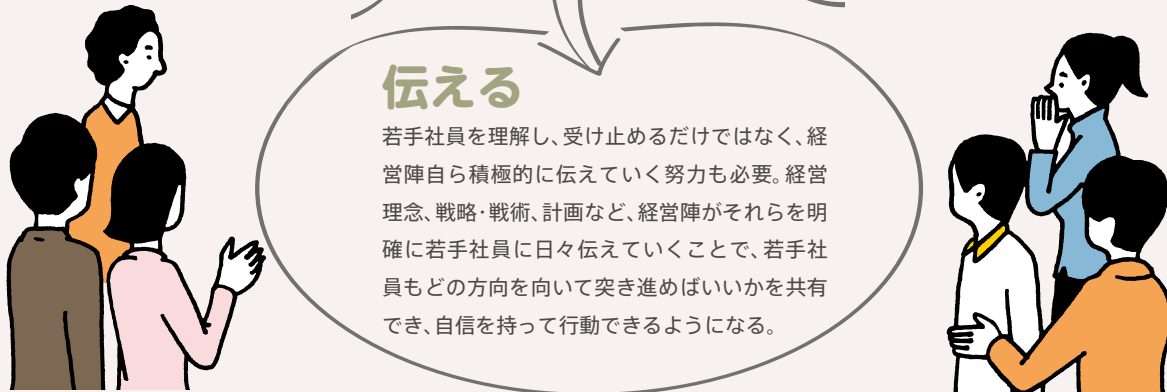 伝える
若手社員を理解し、受け止めるだけではなく、経
営陣自ら積極的に伝えていく努力も必要。経営
理念、戦略・戦術、計画など、経営陣がそれらを明
確に若手社員に日々伝えていくことで、若手社
員もどの方向を向いて突き進めばいいかを共有
でき、自信を持って行動できるようになる。